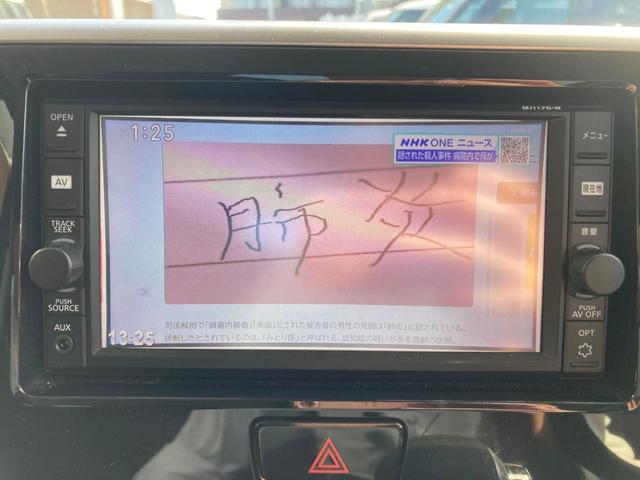 MJ117D-W
OPEN
AV
TRACK
SEEK
PUSH
SOURCE
AUX
1:25
NHK ONE ニュース
隠された殺人事件 病院内で何が
戻る
肺炎
司法解剖で「頭蓋内損傷」「失血」とされた被害者の男性の死因は「肺炎」と記されている。
診断したとされているのは、「みとり医」と呼ばれる、認知症の疑いがある高齢の医師。
13:25
メニュー
現在地
音量
PUSH
AV OFF
OPT